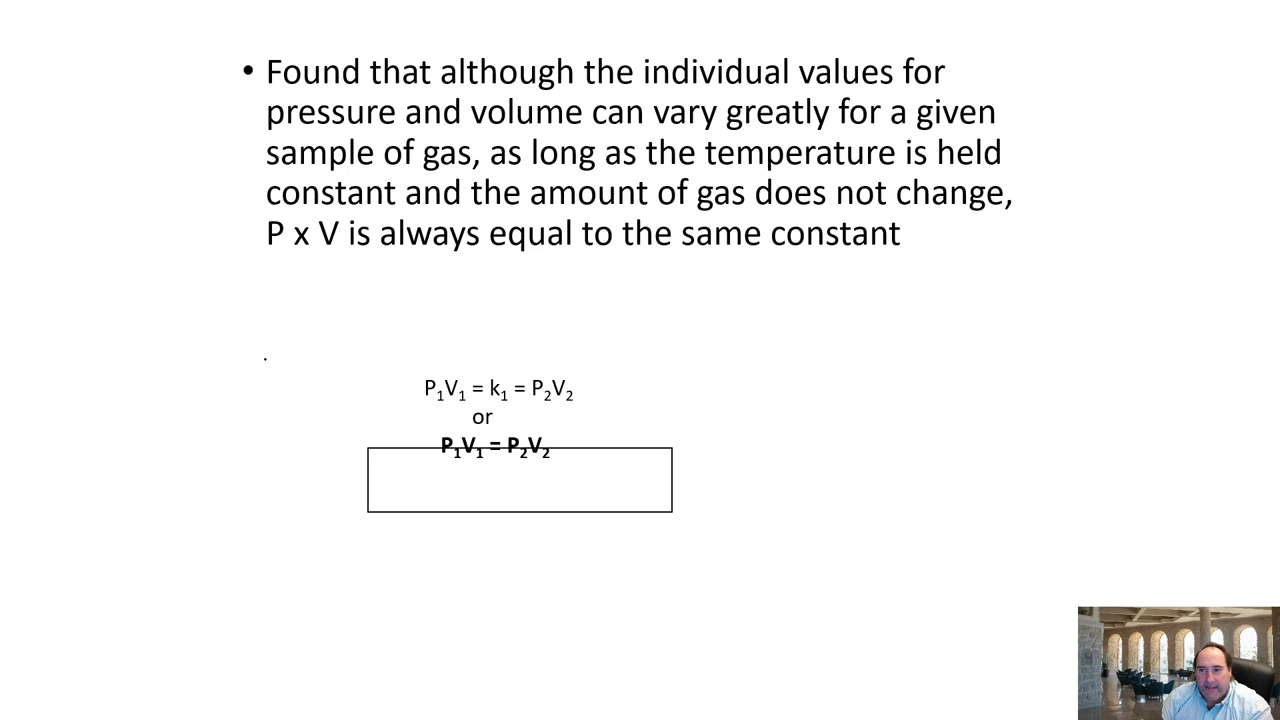 • Found that although the individual values for
pressure and volume can vary greatly for a given
sample of gas, as long as the temperature is held
constant and the amount of gas does not change,
P x V is always equal to the same constant
.
P₁V₁ = k₁ = P₂V₂
or
P₁V₁ = P₂V₂